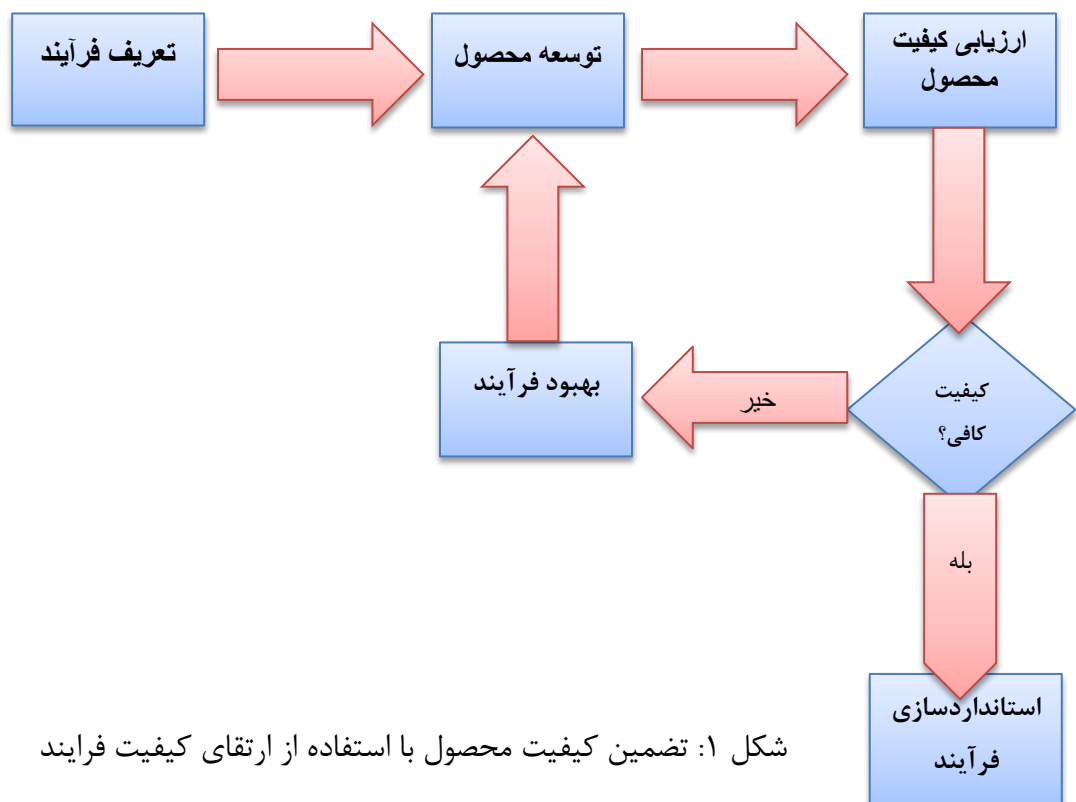 تعریف فرآیند
توسعه محصول
ارزیابی کیفیت
محصول
کیفیت
کافی؟
خیر
بهبود فرآیند
بله
استانداردسازی
فرآیند
شکل ۱: تضمین کیفیت محصول با استفاده از ارتقای کیفیت فرایند